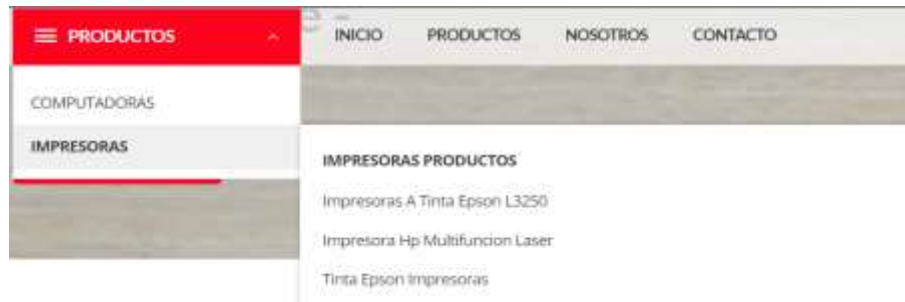 PRODUCTOS
INICIO PRODUCTOS NOSOTROS CONTACTO
COMPUTADORAS
IMPRESORAS
IMPRESORAS PRODUCTOS
Impresoras A Tinta Epson L3250
Impresora Hp Multifuncion Laser
Tinta Epson Impresoras